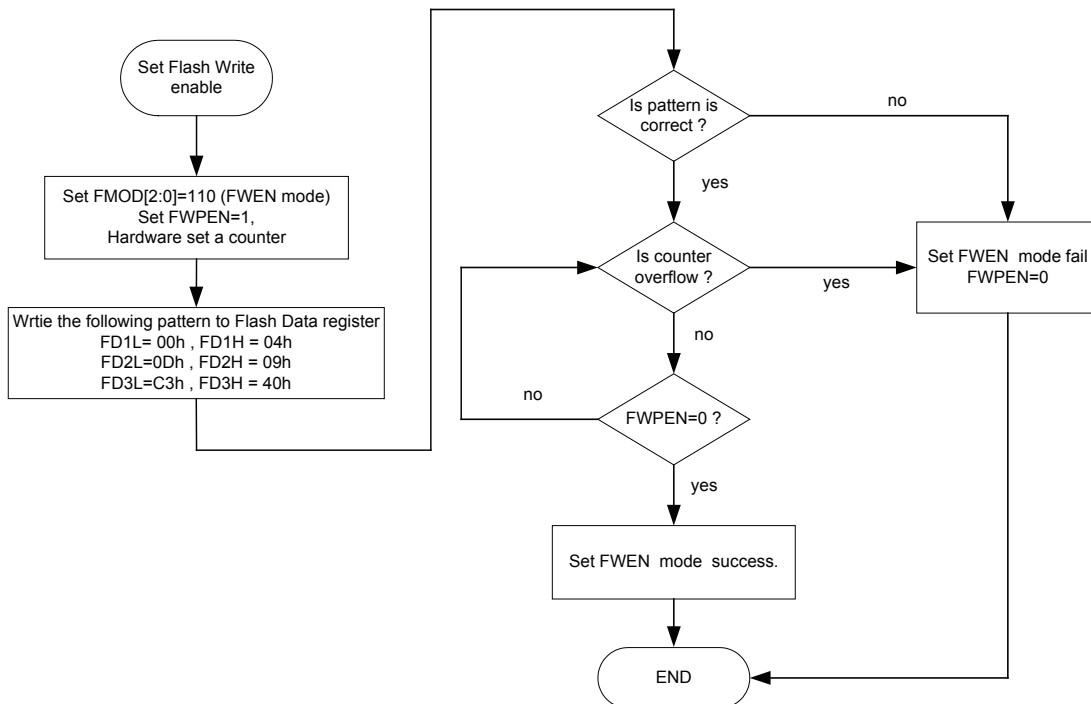 Set Flash Write
enable
Set FMOD[2:0]=110 (FWEN mode)
Set FWPEN=1,
Hardware set a counter
Wrtie the following pattern to Flash Data register
FD1L= 00h , FD1H = 04h
FD2L=0Dh , FD2H = 09h
FD3L=C3h , FD3H = 40h
Is pattern is
correct ?
no
yes
Is counter
overflow ?
yes
Set FWEN mode fail
FWPEN=0
no
FWPEN=0 ?
no
yes
Set FWEN mode success.
END